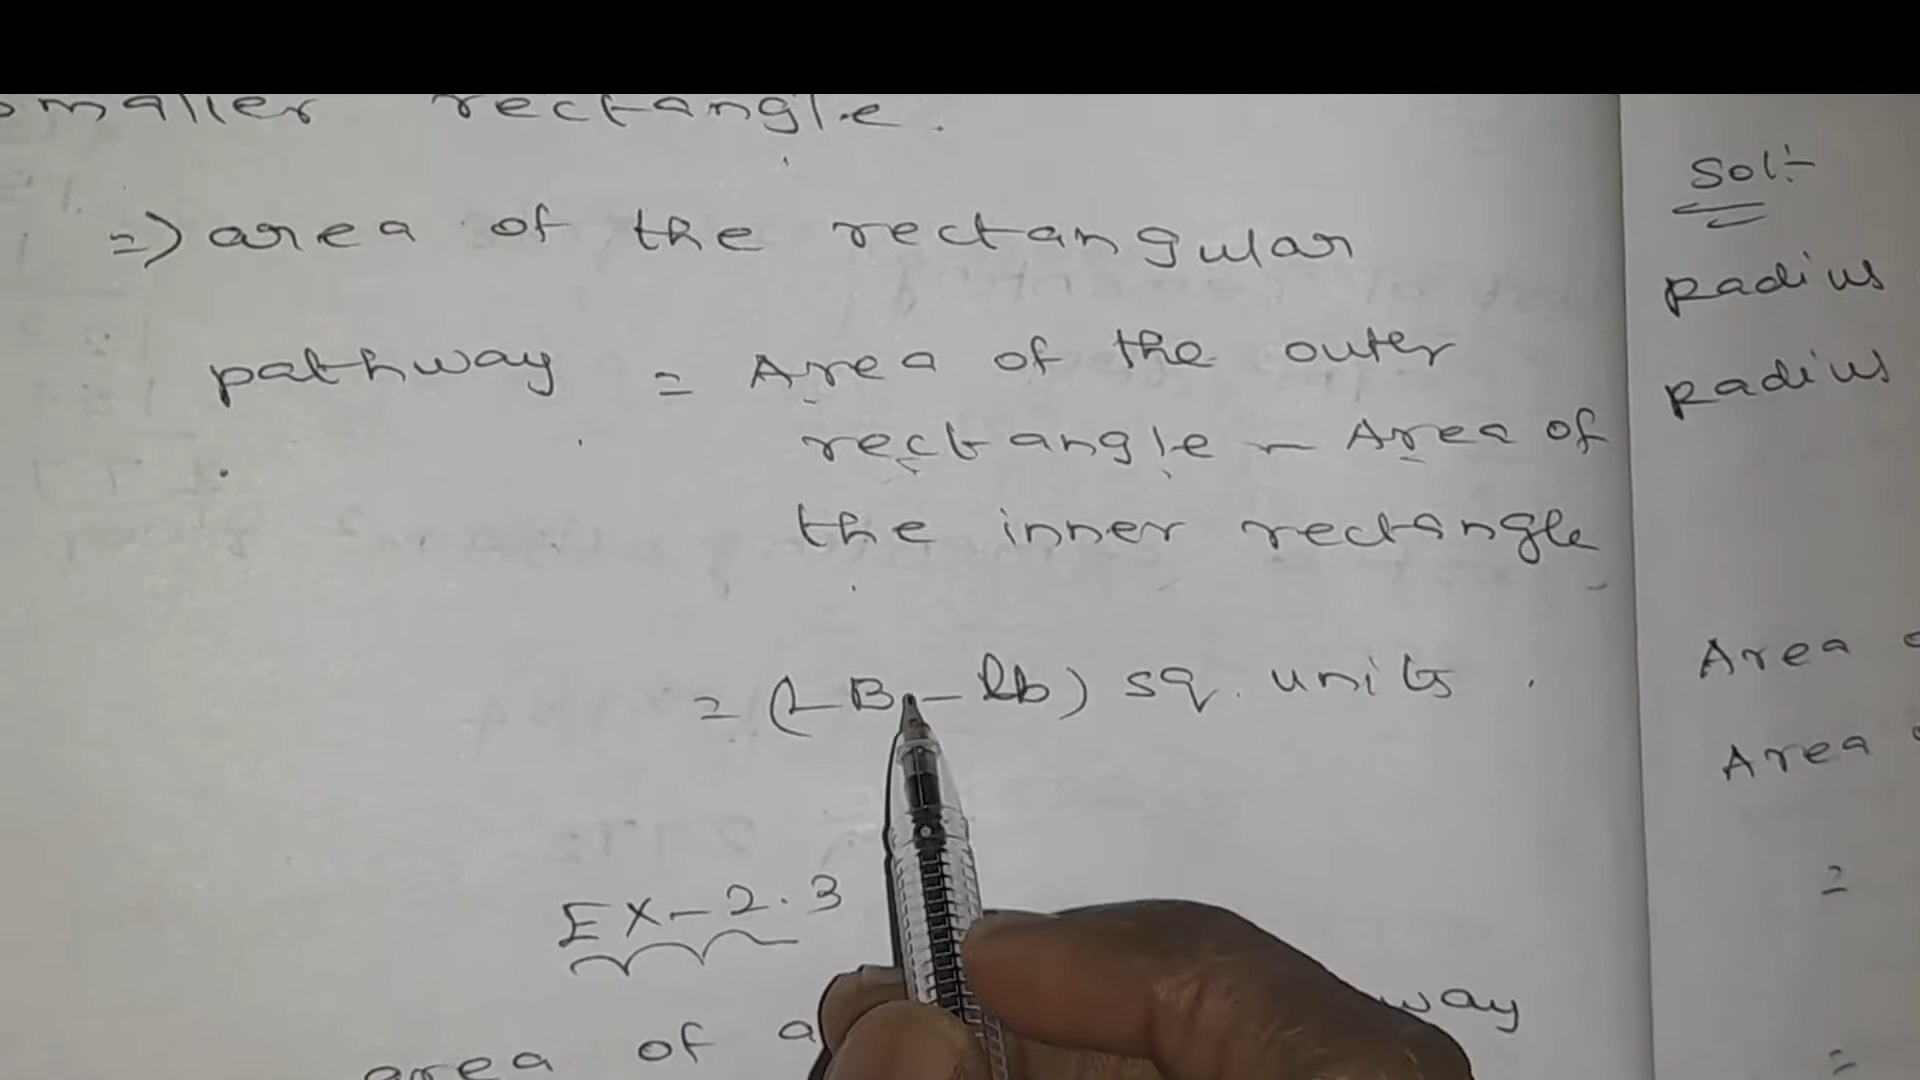 smaller rectangle.
=) area of the rectangular
pathway = Area of the outer
rectangle - Area of
the inner rectangle
= (LB - lb) sq. units.
EX-2.3
area of a way
Sol:-
radius
radius
Area
Area
=
=